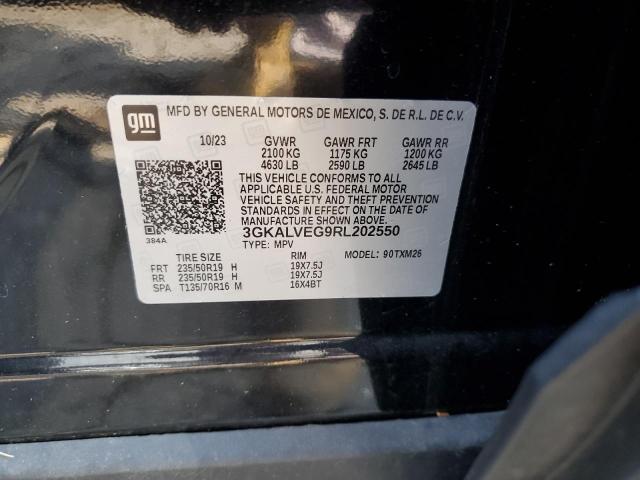 gm
MFD BY GENERAL MOTORS DE MEXICO, S. DE R.L. DE C.V.
10/23 GVWR GAWR FRT GAWR RR
2100 KG 1175 KG 1200 KG
4630 LB 2590 LB 2645 LB
THIS VEHICLE CONFORMS TO ALL
APPLICABLE U.S. FEDERAL MOTOR
VEHICLE SAFETY AND THEFT PREVENTION
STANDARDS IN EFFECT ON THE DATE OF
MANUFACTURE SHOWN ABOVE.
384A 3GKALVEG9RL202550
TYPE: MPV MODEL: 90TXM26
TIRE SIZE RIM
FRT 235/50R19 H 19X7.5J
RR 235/50R19 H 19X7.5J
SPA T135/70R16 M 16X4BT